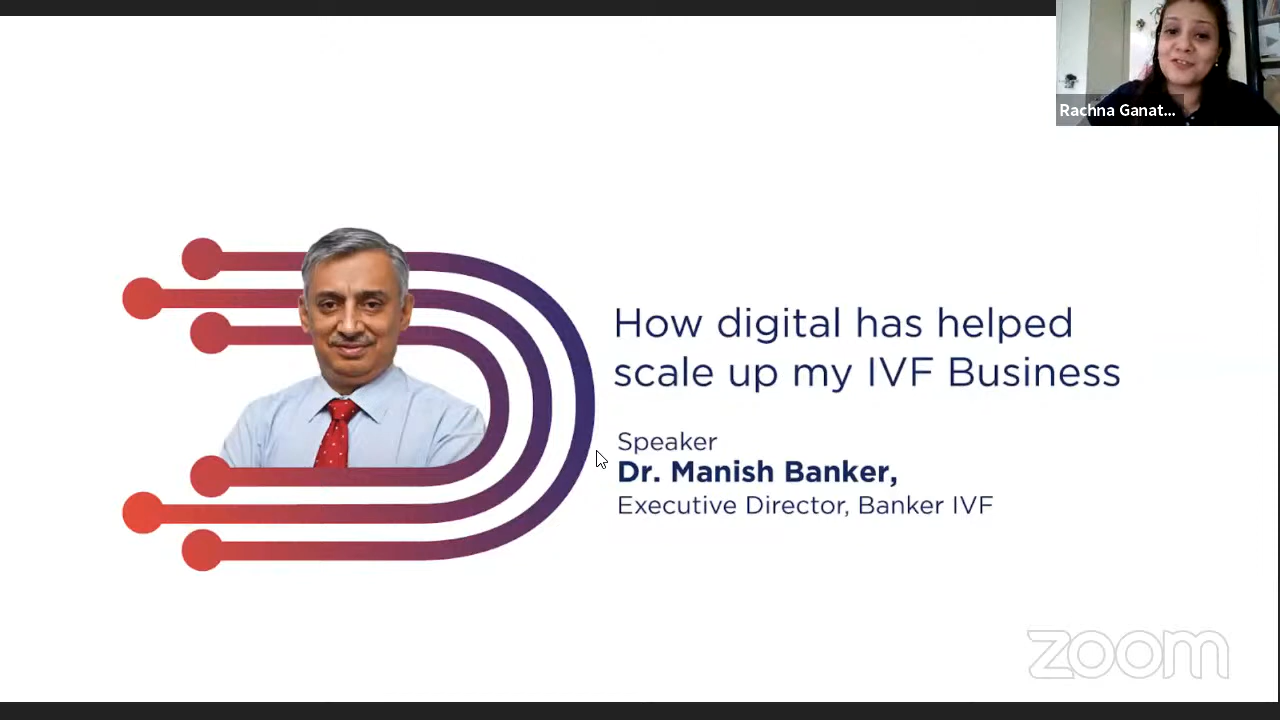 Rachna Ganat...
How digital has helped
scale up my IVF Business
Speaker
Dr. Manish Banker,
Executive Director, Banker IVF
zoom